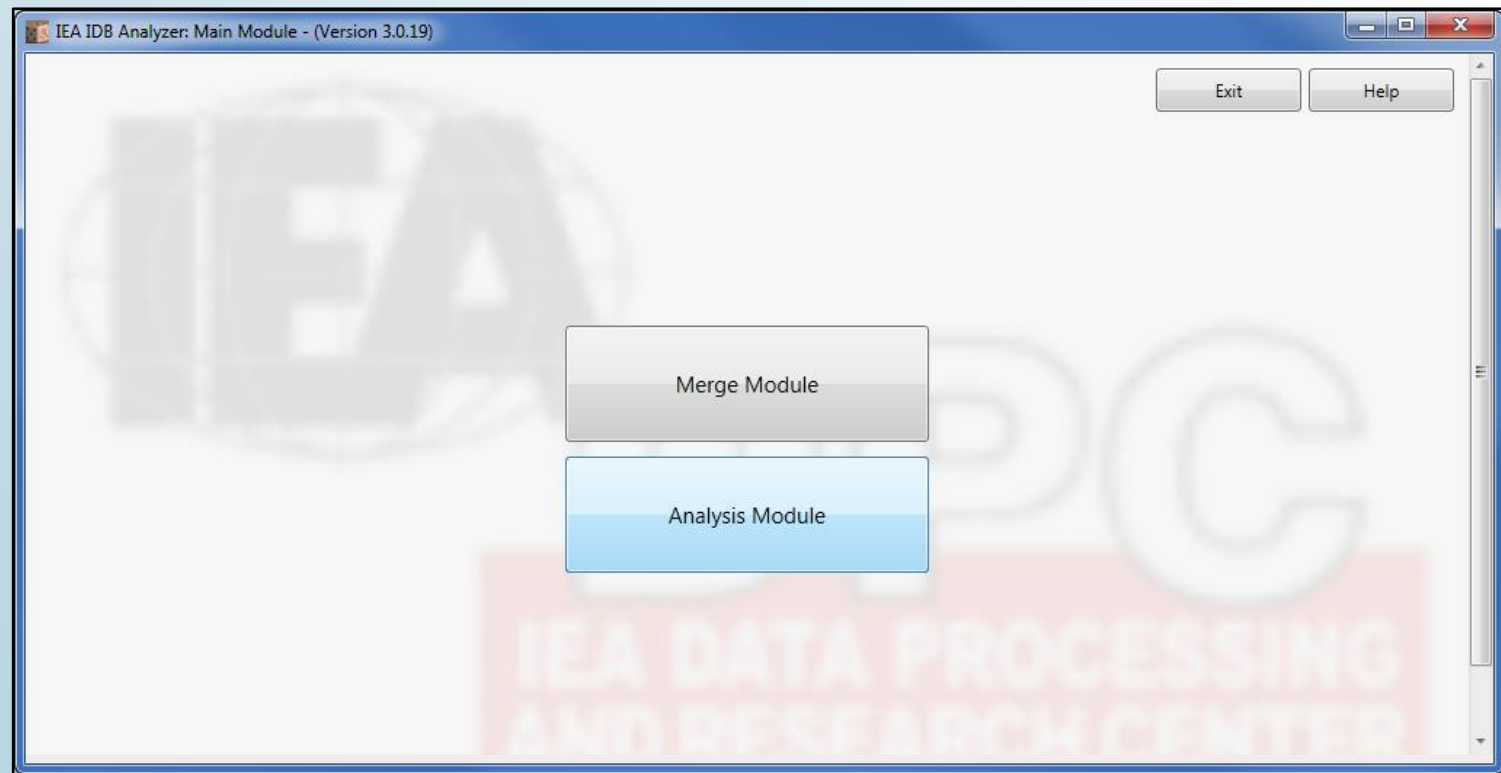 IEA IDB Analyzer: Main Module - (Version 3.0.19)
Exit
Help
IEA
Merge Module
DPC
Analysis Module
IEA DATA PROCESSING
AND RESEARCH CENTER